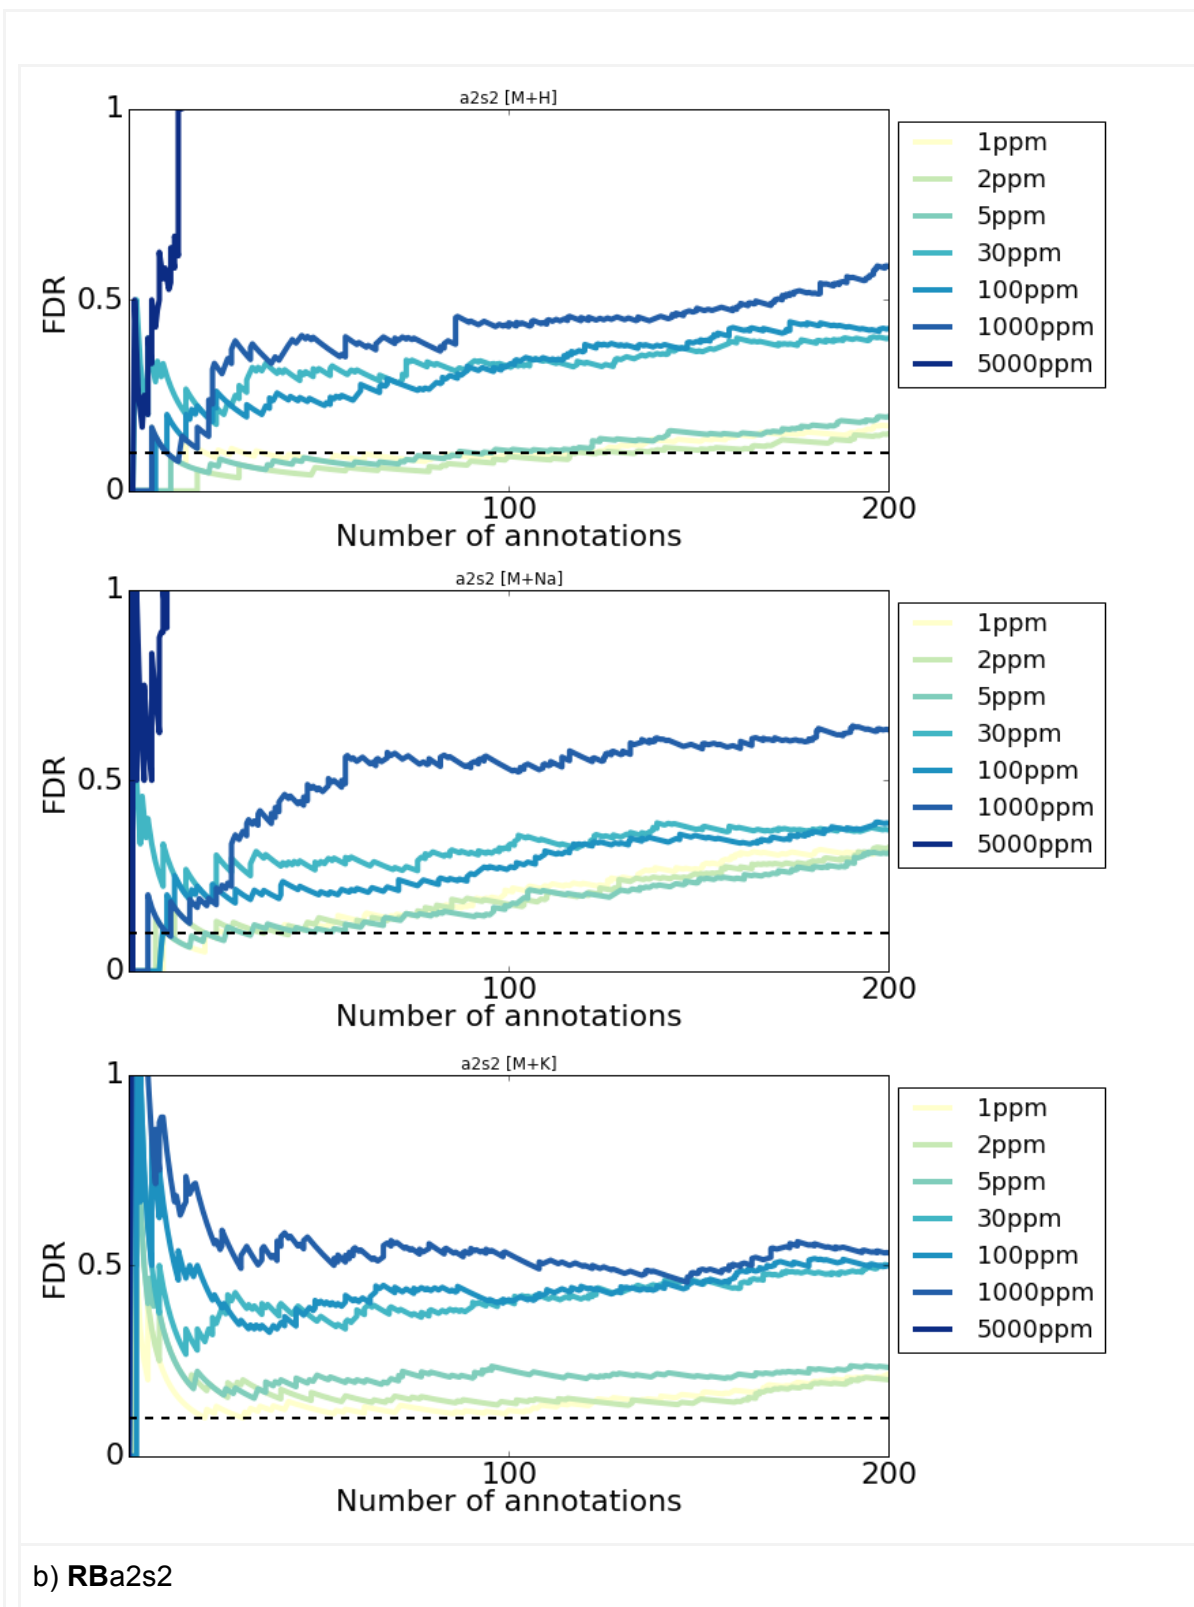 a2s2 [M+H]
1
0.5
0
FDR
100
200
Number of annotations
1ppm
2ppm
5ppm
30ppm
100ppm
1000ppm
5000ppm
a2s2 [M+Na]
1
0.5
0
FDR
100
200
Number of annotations
1ppm
2ppm
5ppm
30ppm
100ppm
1000ppm
5000ppm
a2s2 [M+K]
1
0.5
0
FDR
100
200
Number of annotations
1ppm
2ppm
5ppm
30ppm
100ppm
1000ppm
5000ppm
b) RBa2s2